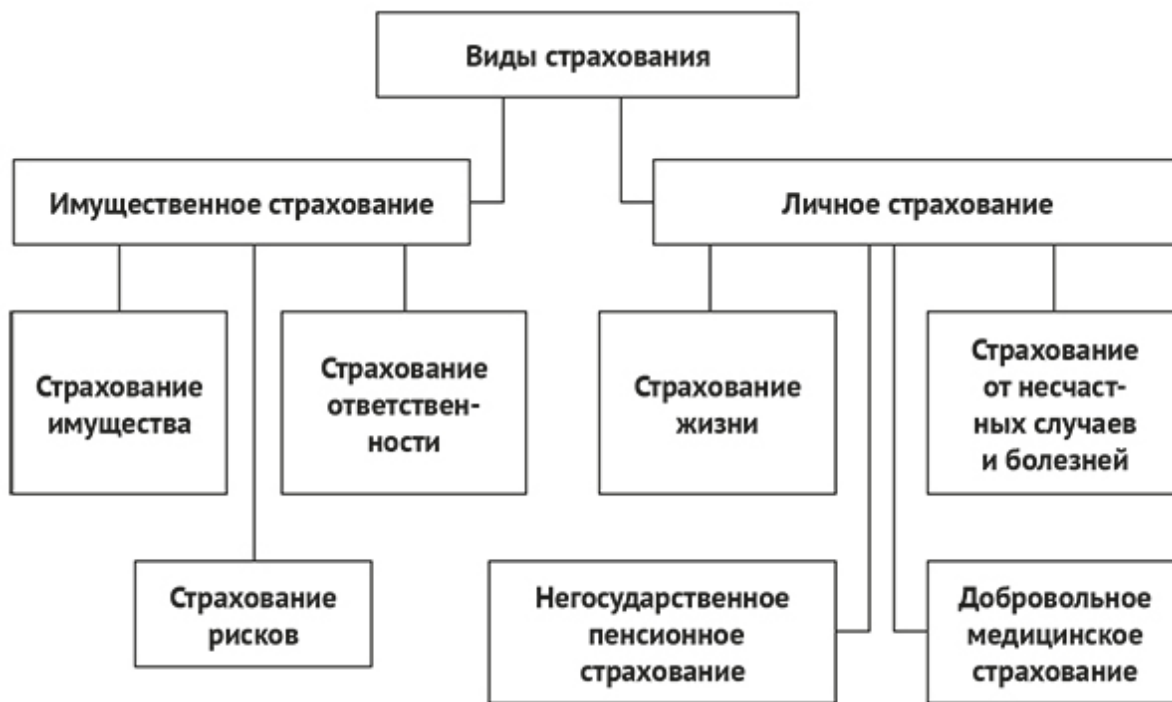 Виды страхования
Имущественное страхование
Личное страхование
Страхование
имущества
Страхование
ответствен-
ности
Страхование
жизни
Страхование
от несчаст-
ных случаев
и болезней
Страхование
рисков
Негосударственное
пенсионное
страхование
Добровольное
медицинское
страхование